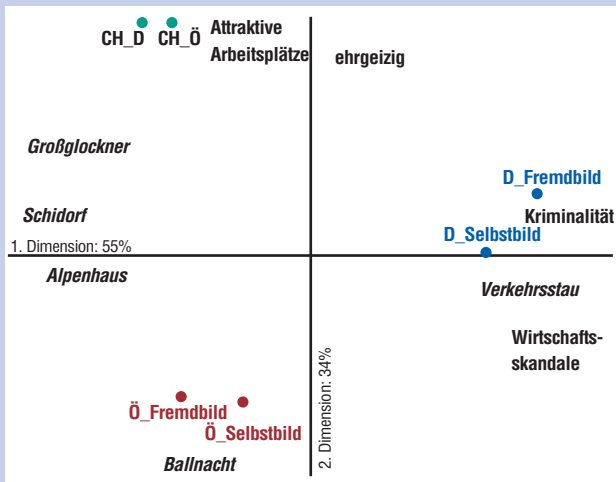 CH_D
CH_Ö
Attraktive
Arbeitsplätze
ehrgeizig
Großglockner
D_Fremdbild
Schidorf
Kriminalität
D_Selbstbild
1. Dimension: 55%
Alpenhaus
Verkehrsstau
Wirtschafts-
skandale
2. Dimension: 34%
Ö_Fremdbild
Ö_Selbstbild
Ballnacht